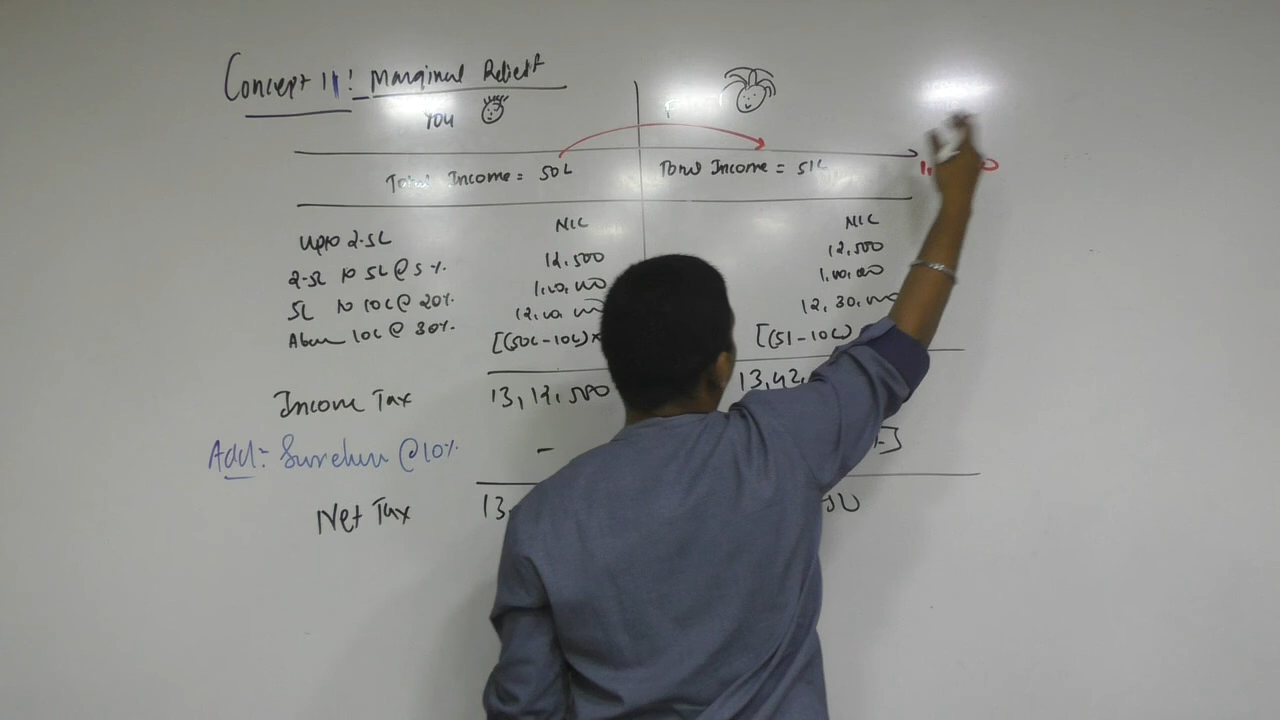 Concept 11: Marginal Relief
YOU
Total Income = 50L Total Income = 51L
Upto 2.5L NIL NIL
2.5L to 5L @ 5% 12,500 12,500
5L to 10L @ 20% 1,00,000 1,00,000
Above 10L @ 30% 12,00,000 12,30,000
[(50L-10L)× [(51-10L)
Income Tax 13,12,500 13,42,
Add: @10% -
Net Tax 13,